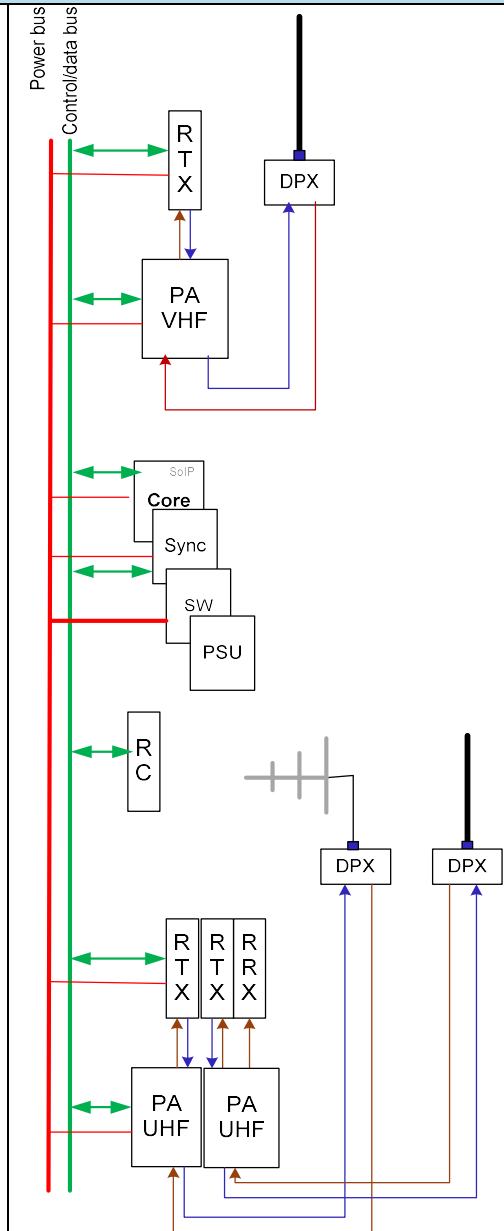 Power bus
Control/data bus
R
T
X
DPX
PA
VHF
SoIP
Core
Sync
SW
PSU
R
C
DPX
DPX
R
T
X
R
T
X
R
R
X
PA
UHF
PA
UHF